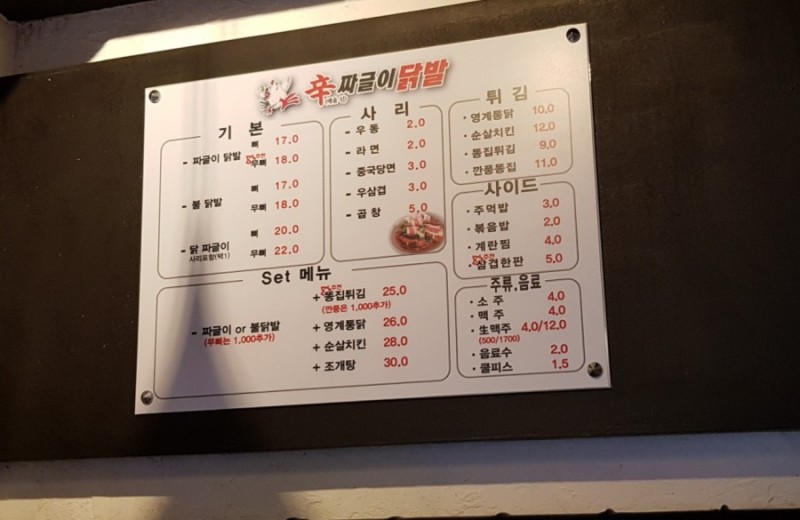 辛 짜글이닭발
(매울 신)
기 본
- 짜글이 닭발 뼈 17.0
추천 무뼈 18.0
- 불 닭발 뼈 17.0
무뼈 18.0
- 닭 짜글이 뼈 20.0
사리포함(택1) 무뼈 22.0
사 리
- 우 동 2.0
- 라 면 2.0
- 중국당면 3.0
- 우삼겹 3.0
- 곱 창 5.0
튀 김
· 영계통닭 10.0
· 순살치킨 12.0
· 똥집튀김 9.0
· 깐풍똥집 11.0
사이드
· 주먹밥 3.0
· 볶음밥 2.0
· 계란찜 4.0
추천
· 삼겹한판 5.0
Set 메뉴
- 짜글이 or 불닭발
(무뼈는 1,000추가)
추천
+ 똥집튀김 25.0
(깐풍은 1,000추가)
+ 영계통닭 26.0
+ 순살치킨 28.0
+ 조개탕 30.0
주류.음료
· 소 주 4.0
· 맥 주 4.0
· 生맥주 4.0/12.0
(500/1700)
· 음료수 2.0
· 쿨피스 1.5